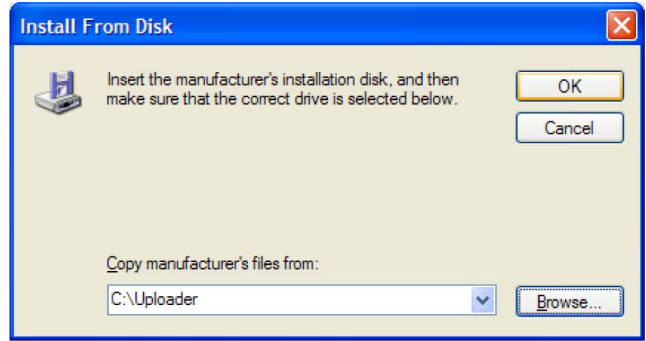 Install From Disk
Insert the manufacturer's installation disk, and then
make sure that the correct drive is selected below.
OK
Cancel
Copy manufacturer's files from:
C:\Uploader
Browse...